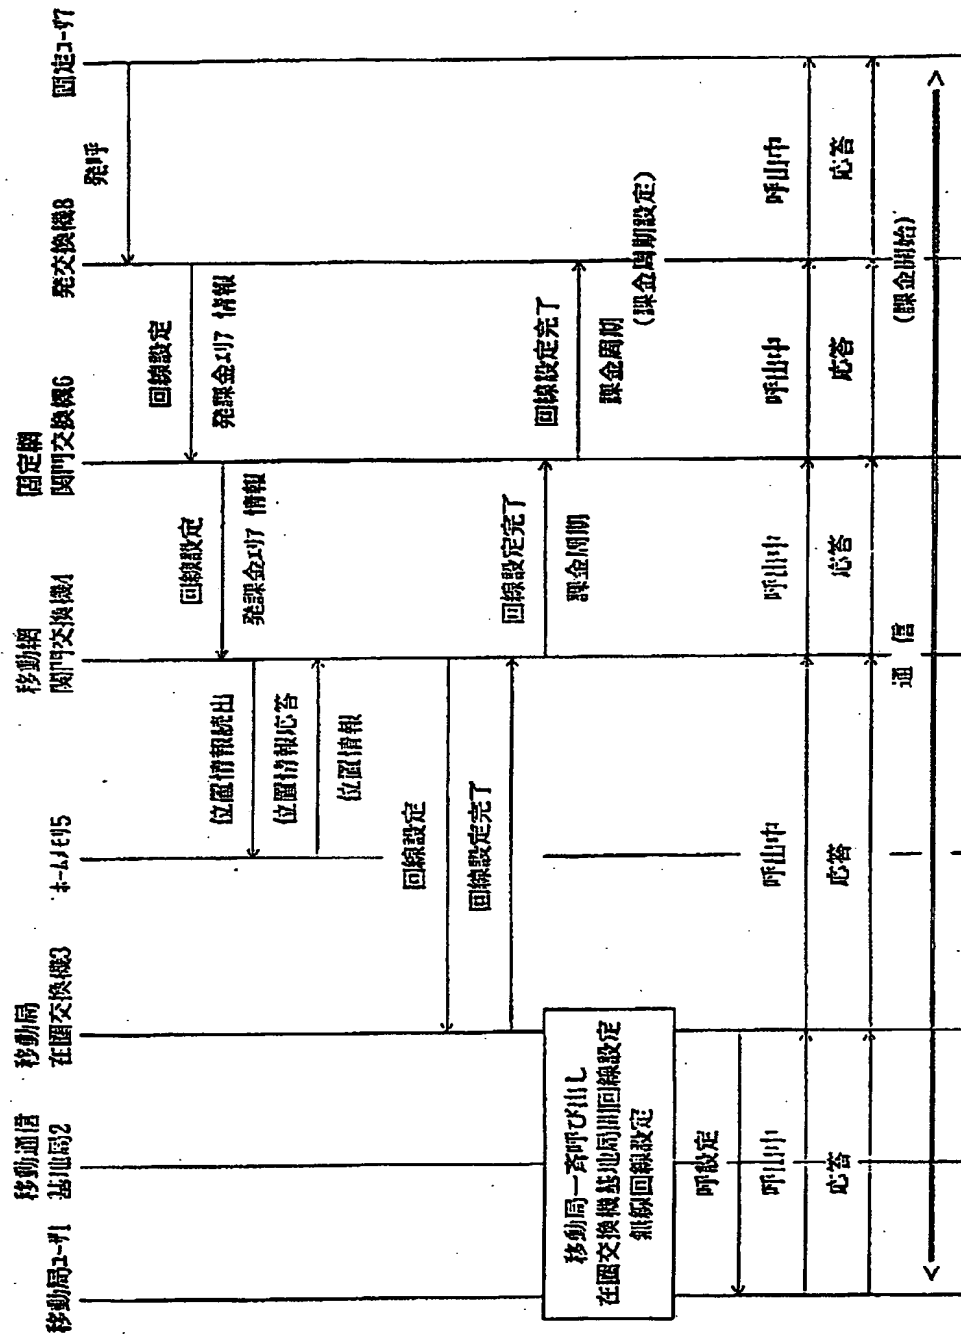 移動局ユーザ1
移動通信
基地局2
移動局
在圏交換機3
ホームメモリ5
移動網
関門交換機4
固定網
関門交換機6
発交換機8
固定ユーザ7
発呼
回線設定
発課金エリア 情報
回線設定
発課金エリア 情報
位置情報続出
位置情報応答
位置情報
回線設定
回線設定完了
回線設定完了
課金周期
回線設定完了
課金周期
(課金周期設定)
移動局一斉呼び出し
在圏交換機基地局間回線設定
無線回線設定
呼設定
呼出中
呼出中
呼出中
呼出中
呼出中
応答
応答
応答
応答
応答
(課金開始)
通 信